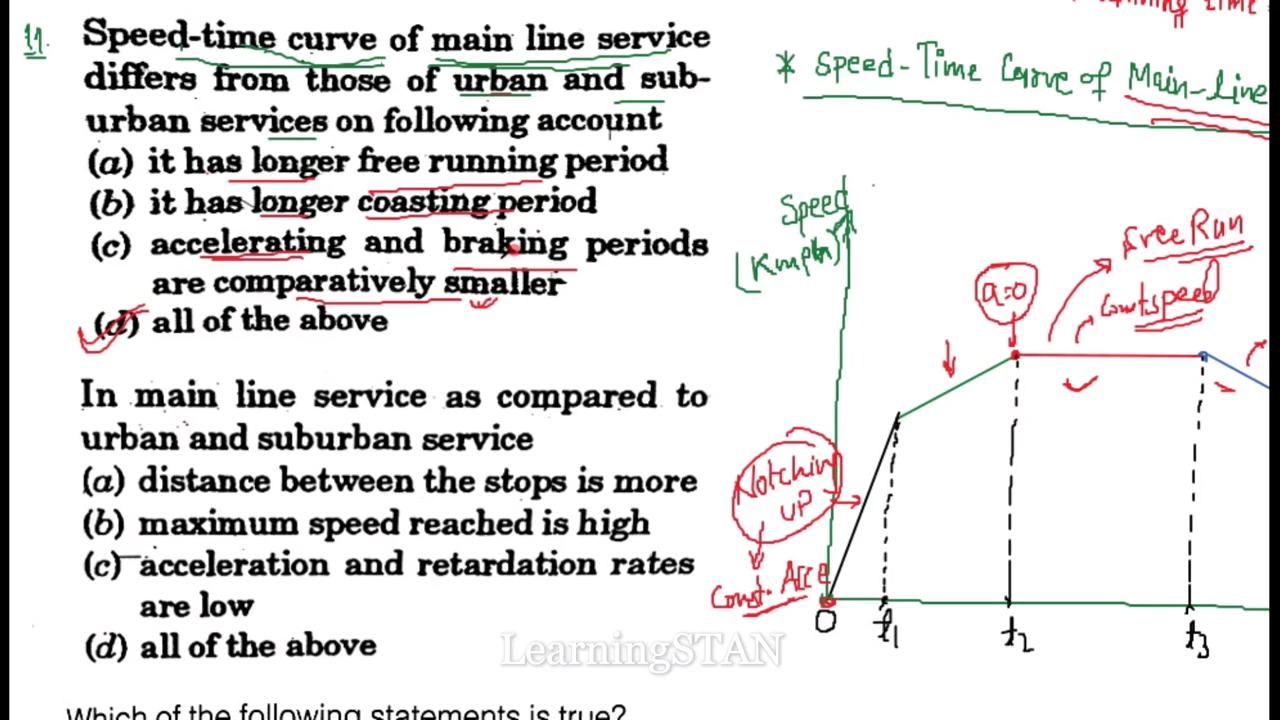 11.
Speed-time curve of main line service
differs from those of urban and sub-
urban services on following account
(a) it has longer free running period
(b) it has longer coasting period
(c) accelerating and braking periods
are comparatively smaller
(d) all of the above
In main line service as compared to
urban and suburban service
(a) distance between the stops is more
(b) maximum speed reached is high
(c) acceleration and retardation rates
are low
(d) all of the above
Which of the following statements is true?
time
* Speed-Time Curve of Main-line
Speed
(Kmph)
Free Run
a=0
Const speed
Notching
UP
Const. Acce
0
t1
t2
t3
LearningSTAN